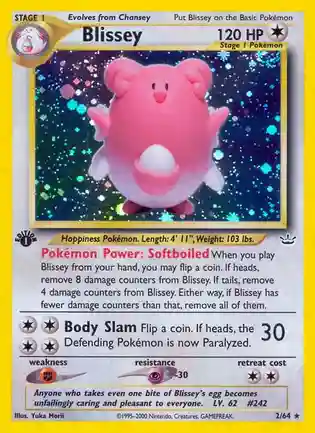 STAGE 1 Evolves from Chansey Put Blissey on the Basic Pokémon
Blissey 120 HP
Stage 1 Pokémon
Happiness Pokémon. Length: 4' 11", Weight: 103 lbs.
Pokémon Power: Softboiled When you play
Blissey from your hand, you may flip a coin. If heads,
remove 8 damage counters from Blissey. If tails, remove
4 damage counters from Blissey. Either way, if Blissey has
fewer damage counters than that, remove all of them.
Body Slam Flip a coin. If heads, the
Defending Pokémon is now Paralyzed. 30
weakness resistance retreat cost
-30
Anyone who takes even one bite of Blissey's egg becomes
unfailingly caring and pleasant to everyone. LV. 62 #242
Illus. Yuka Morii ©1995-2000 Nintendo, Creatures, GAMEFREAK. 2/64